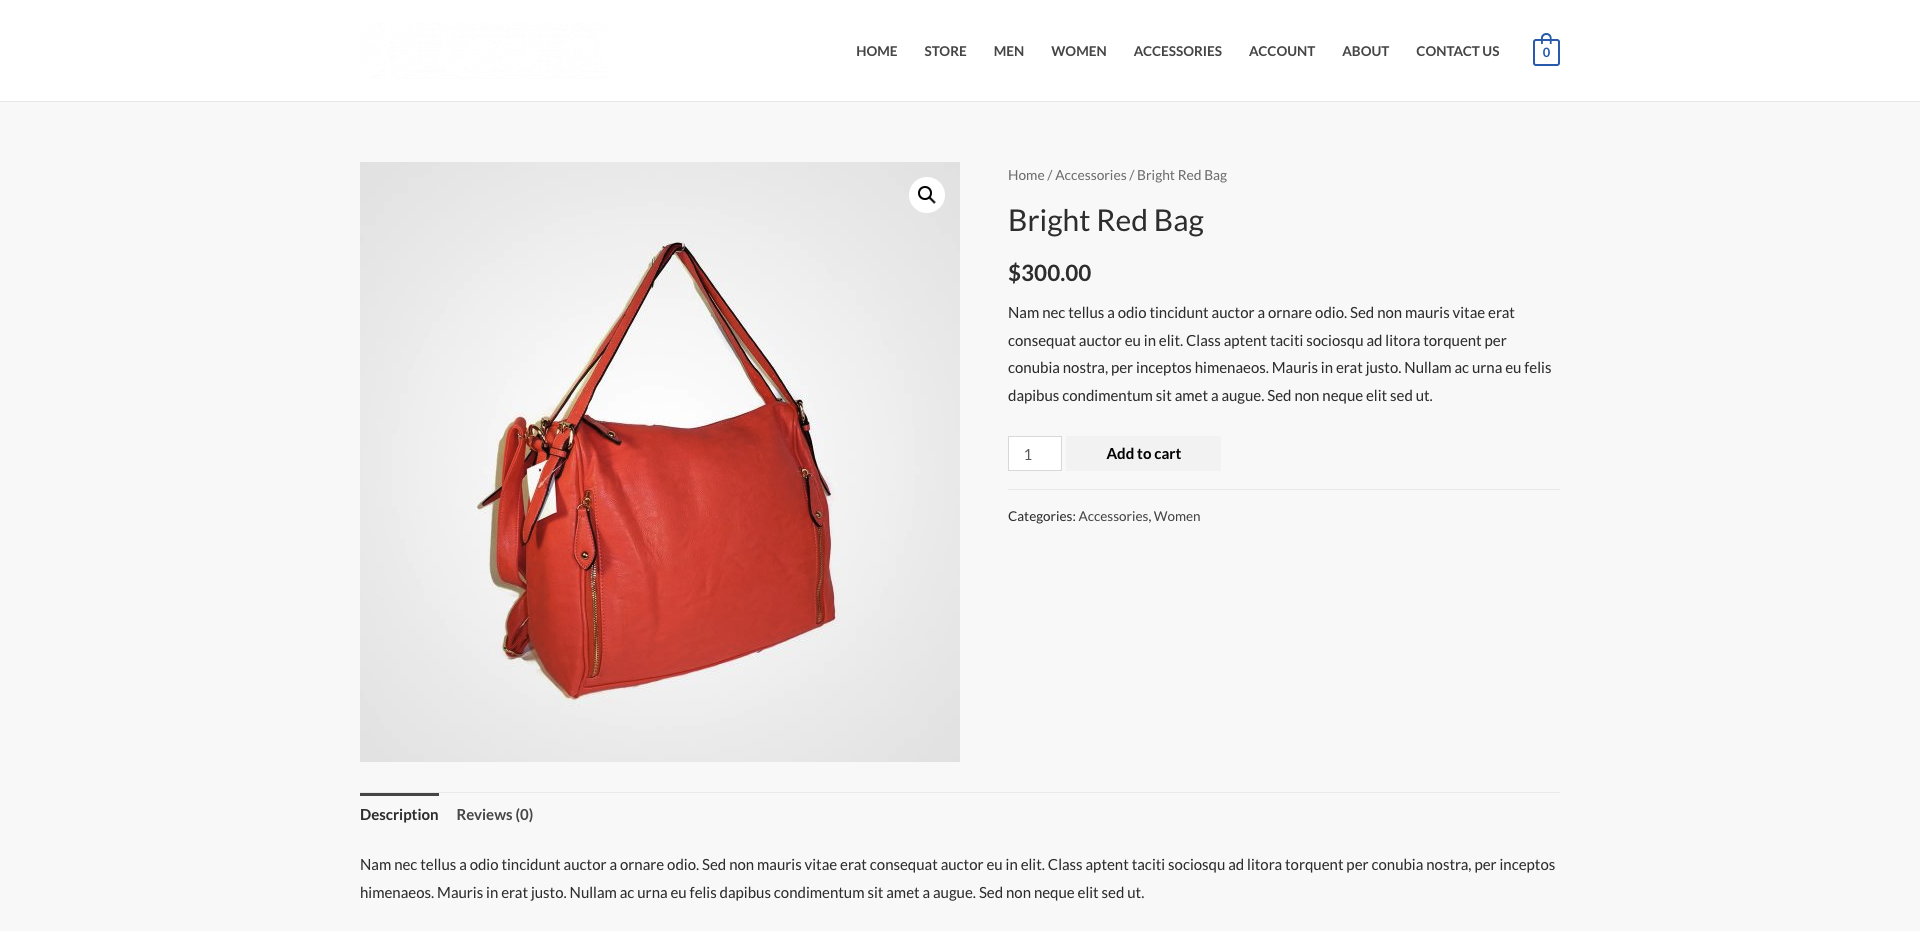 HOME STORE MEN WOMEN ACCESSORIES ACCOUNT ABOUT CONTACT US 0
Home / Accessories / Bright Red Bag
Bright Red Bag
$300.00
Nam nec tellus a odio tincidunt auctor a ornare odio. Sed non mauris vitae erat
consequat auctor eu in elit. Class aptent taciti sociosqu ad litora torquent per
conubia nostra, per inceptos himenaeos. Mauris in erat justo. Nullam ac urna eu felis
dapibus condimentum sit amet a augue. Sed non neque elit sed ut.
1 Add to cart
Categories: Accessories, Women
Description Reviews (0)
Nam nec tellus a odio tincidunt auctor a ornare odio. Sed non mauris vitae erat consequat auctor eu in elit. Class aptent taciti sociosqu ad litora torquent per conubia nostra, per inceptos
himenaeos. Mauris in erat justo. Nullam ac urna eu felis dapibus condimentum sit amet a augue. Sed non neque elit sed ut.